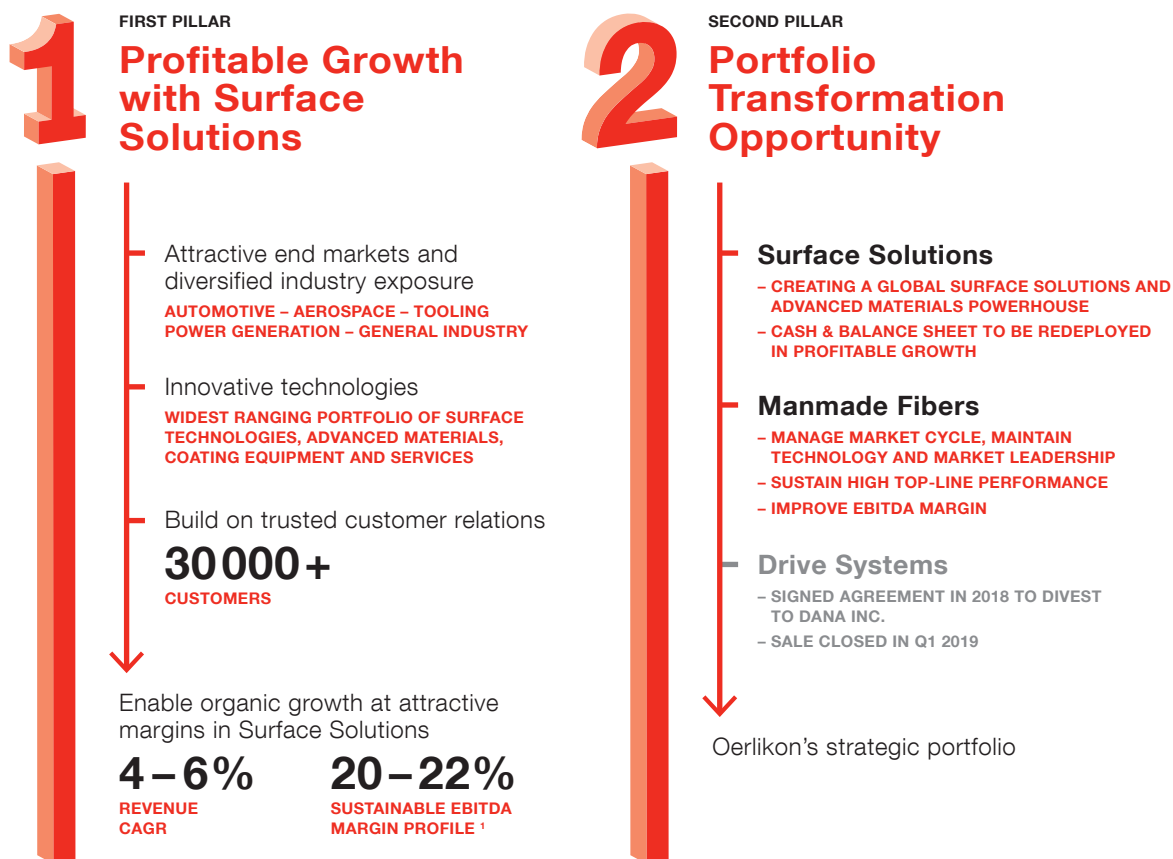 1
FIRST PILLAR
Profitable Growth
with Surface
Solutions
Attractive end markets and
diversified industry exposure
AUTOMOTIVE – AEROSPACE – TOOLING
POWER GENERATION – GENERAL INDUSTRY
Innovative technologies
WIDEST RANGING PORTFOLIO OF SURFACE
TECHNOLOGIES, ADVANCED MATERIALS,
COATING EQUIPMENT AND SERVICES
Build on trusted customer relations
30 000 +
CUSTOMERS
Enable organic growth at attractive
margins in Surface Solutions
4 – 6 %
REVENUE
CAGR
20 – 22 %
SUSTAINABLE EBITDA
MARGIN PROFILE ¹
2
SECOND PILLAR
Portfolio
Transformation
Opportunity
Surface Solutions
– CREATING A GLOBAL SURFACE SOLUTIONS AND
ADVANCED MATERIALS POWERHOUSE
– CASH & BALANCE SHEET TO BE REDEPLOYED
IN PROFITABLE GROWTH
Manmade Fibers
– MANAGE MARKET CYCLE, MAINTAIN
TECHNOLOGY AND MARKET LEADERSHIP
– SUSTAIN HIGH TOP-LINE PERFORMANCE
– IMPROVE EBITDA MARGIN
Drive Systems
– SIGNED AGREEMENT IN 2018 TO DIVEST
TO DANA INC.
– SALE CLOSED IN Q1 2019
Oerlikon's strategic portfolio